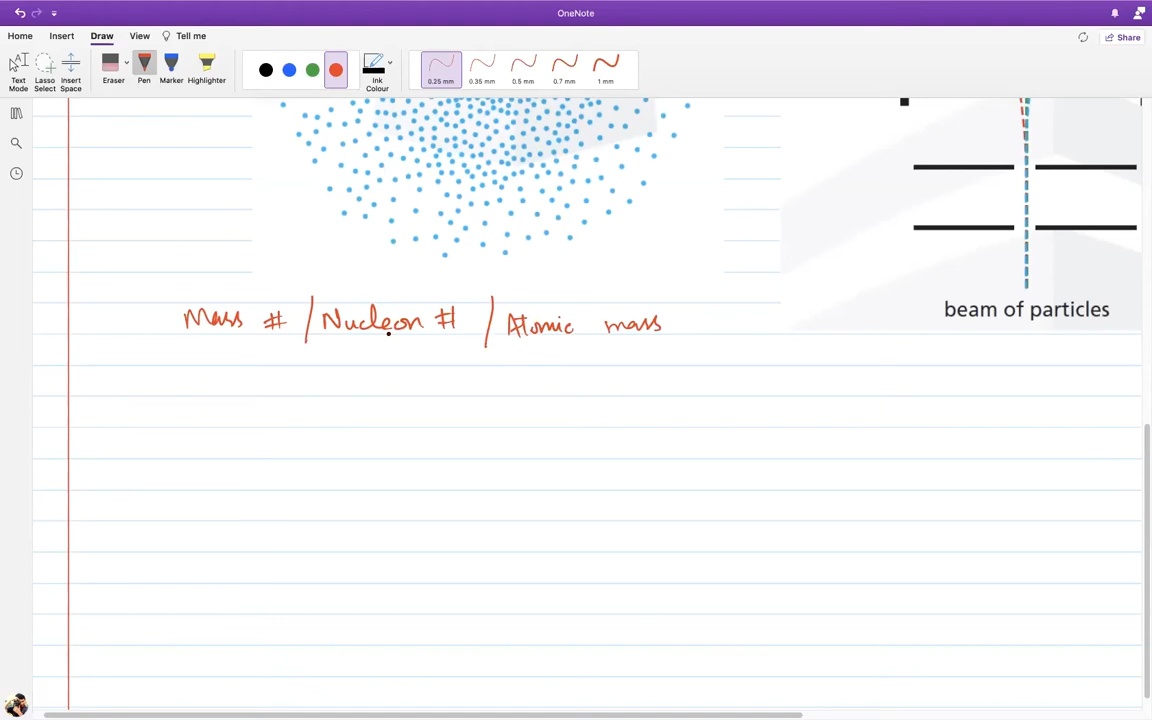 OneNote
Home Insert Draw View Tell me
Share
Text Mode
Lasso Select
Insert Space
Eraser
Pen
Marker
Highlighter
Ink Colour
0.25 mm 0.35 mm 0.5 mm 0.7 mm 1 mm
beam of particles
Mass # / Nucleon # / Atomic mass